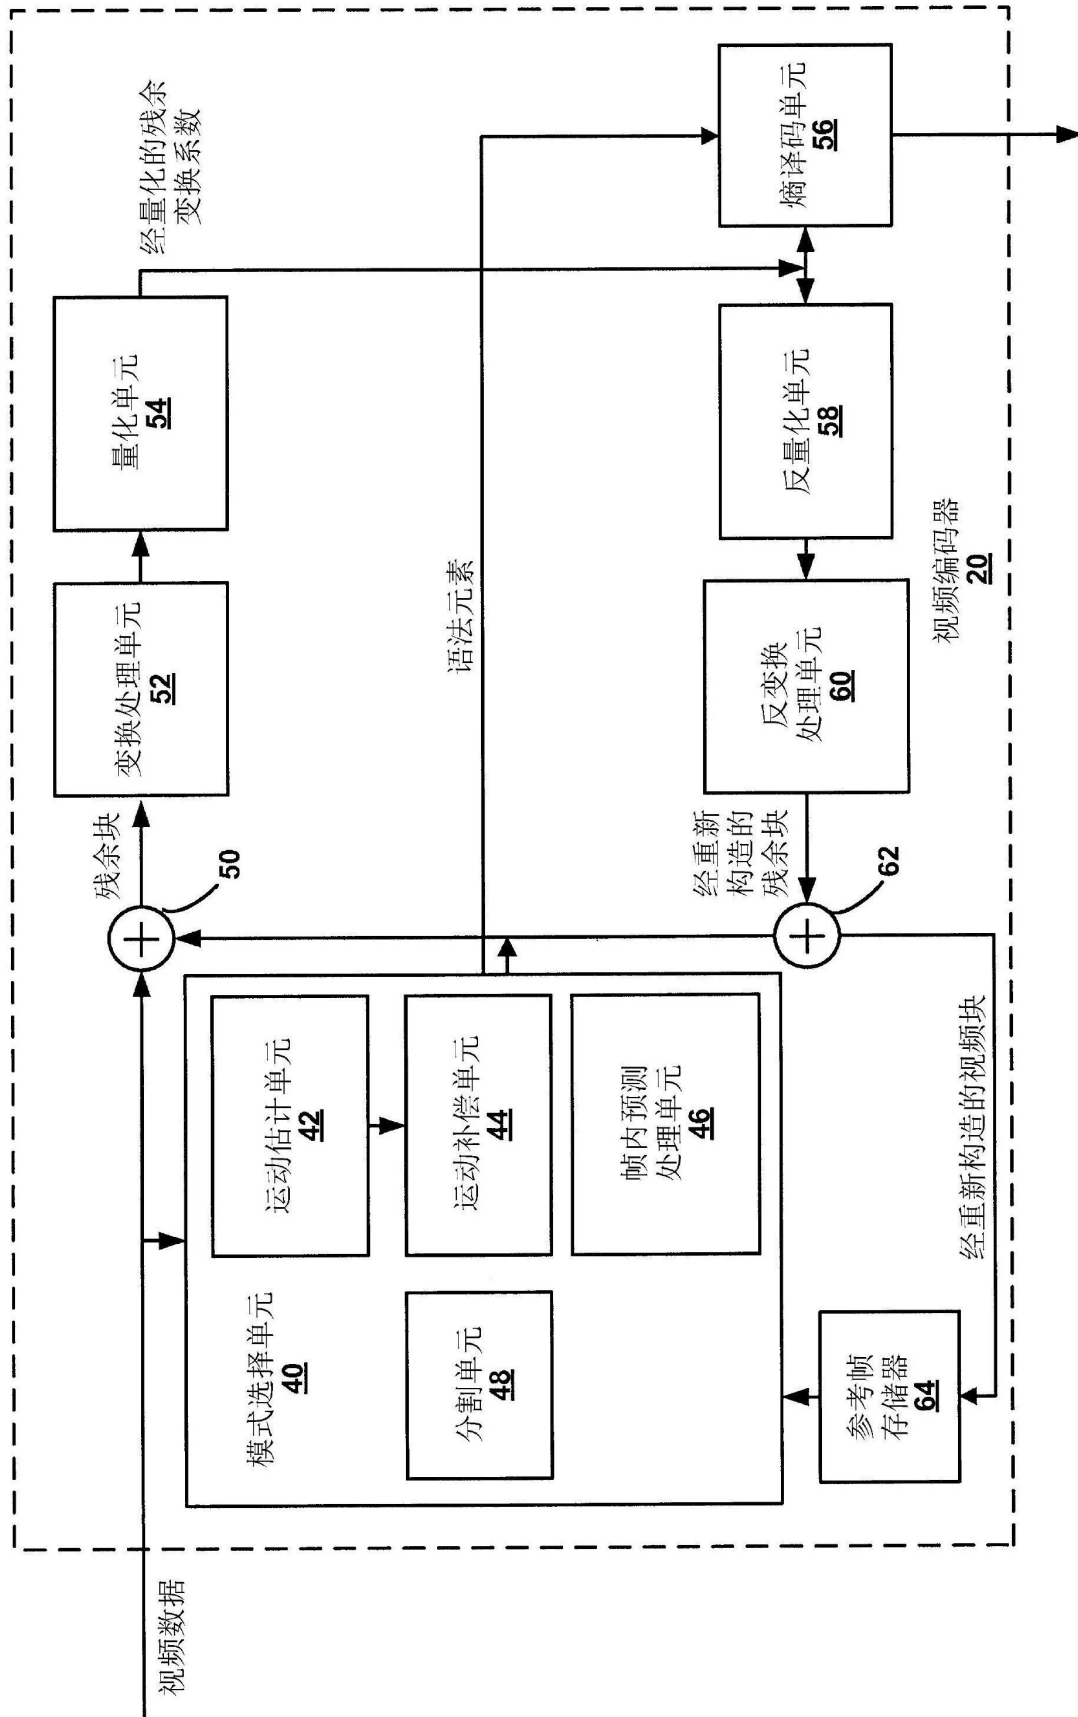 视频数据
模式选择单元
40
运动估计单元
42
运动补偿单元
44
分割单元
48
帧内预测
处理单元
46
参考帧
存储器
64
50
残余块
变换处理单元
52
量化单元
54
经量化的残余
变换系数
语法元素
熵译码单元
56
反量化单元
58
反变换
处理单元
60
经重新
构造的
残余块
62
经重新构造的视频块
视频编码器
20